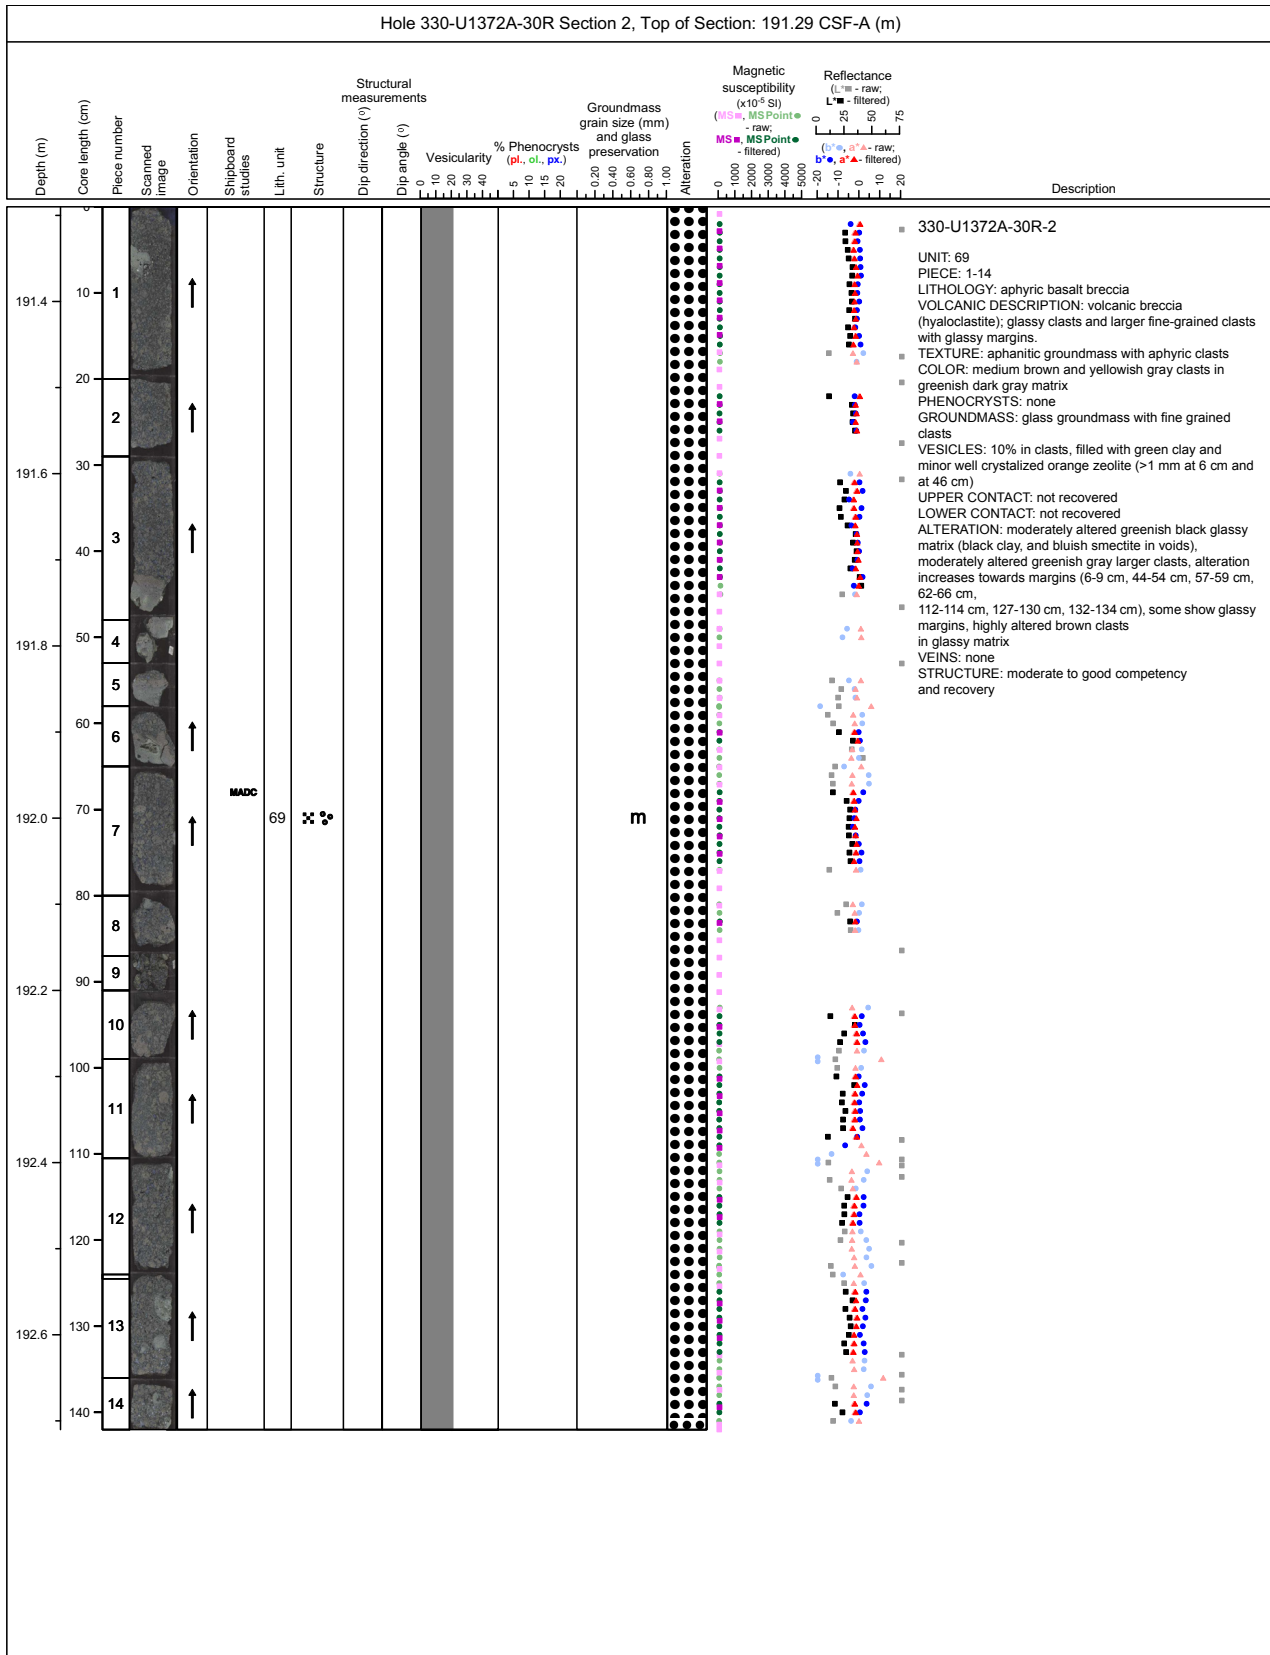 Hole 330-U1372A-30R Section 2, Top of Section: 191.29 CSF-A (m)
Depth (m)
Core length (cm)
Piece number
Scanned image
Orientation
Shipboard studies
Lith. unit
Structure
Structural measurements
Dip direction (°)
Dip angle (°)
Vesicularity
0 10 20 30 40
% Phenocrysts
(pl., ol., px.)
5 10 15 20
Groundmass
grain size (mm)
and glass
preservation
0.20 0.40 0.60 0.80 1.00
Alteration
Magnetic
susceptibility
(x10-5 SI)
(MS, MSPoint
- raw;
MS, MSPoint
- filtered)
0 1000 2000 3000 4000 5000
Reflectance
(L* - raw;
L* - filtered)
0 25 50 75
(b*, a* - raw;
b*, a* - filtered)
-20 -10 0 10 20
Description
0
10
20
30
40
50
60
70
80
90
100
110
120
130
140
191.4
191.6
191.8
192.0
192.2
192.4
192.6
1
2
3
4
5
6
7
8
9
10
11
12
13
14
MADC
69
m
330-U1372A-30R-2
UNIT: 69
PIECE: 1-14
LITHOLOGY: aphyric basalt breccia
VOLCANIC DESCRIPTION: volcanic breccia
(hyaloclastite); glassy clasts and larger fine-grained clasts
with glassy margins.
TEXTURE: aphanitic groundmass with aphyric clasts
COLOR: medium brown and yellowish gray clasts in
greenish dark gray matrix
PHENOCRYSTS: none
GROUNDMASS: glass groundmass with fine grained
clasts
VESICLES: 10% in clasts, filled with green clay and
minor well crystalized orange zeolite (>1 mm at 6 cm and
at 46 cm)
UPPER CONTACT: not recovered
LOWER CONTACT: not recovered
ALTERATION: moderately altered greenish black glassy
matrix (black clay, and bluish smectite in voids),
moderately altered greenish gray larger clasts, alteration
increases towards margins (6-9 cm, 44-54 cm, 57-59 cm,
62-66 cm,
112-114 cm, 127-130 cm, 132-134 cm), some show glassy
margins, highly altered brown clasts
in glassy matrix
VEINS: none
STRUCTURE: moderate to good competency
and recovery